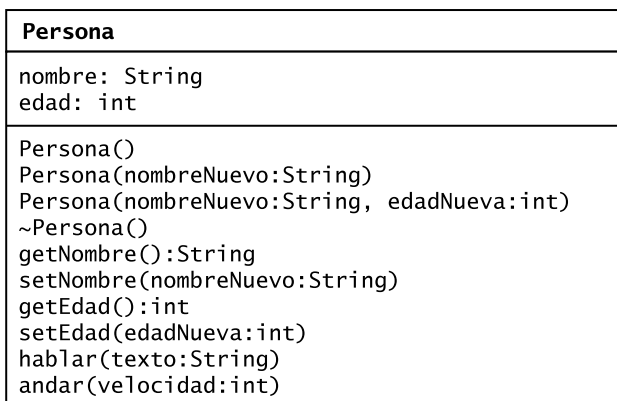 Persona
nombre: String
edad: int
Persona()
Persona(nombreNuevo:String)
Persona(nombreNuevo:String, edadNueva:int)
~Persona()
getNombre():String
setNombre(nombreNuevo:String)
getEdad():int
setEdad(edadNueva:int)
hablar(texto:String)
andar(velocidad:int)